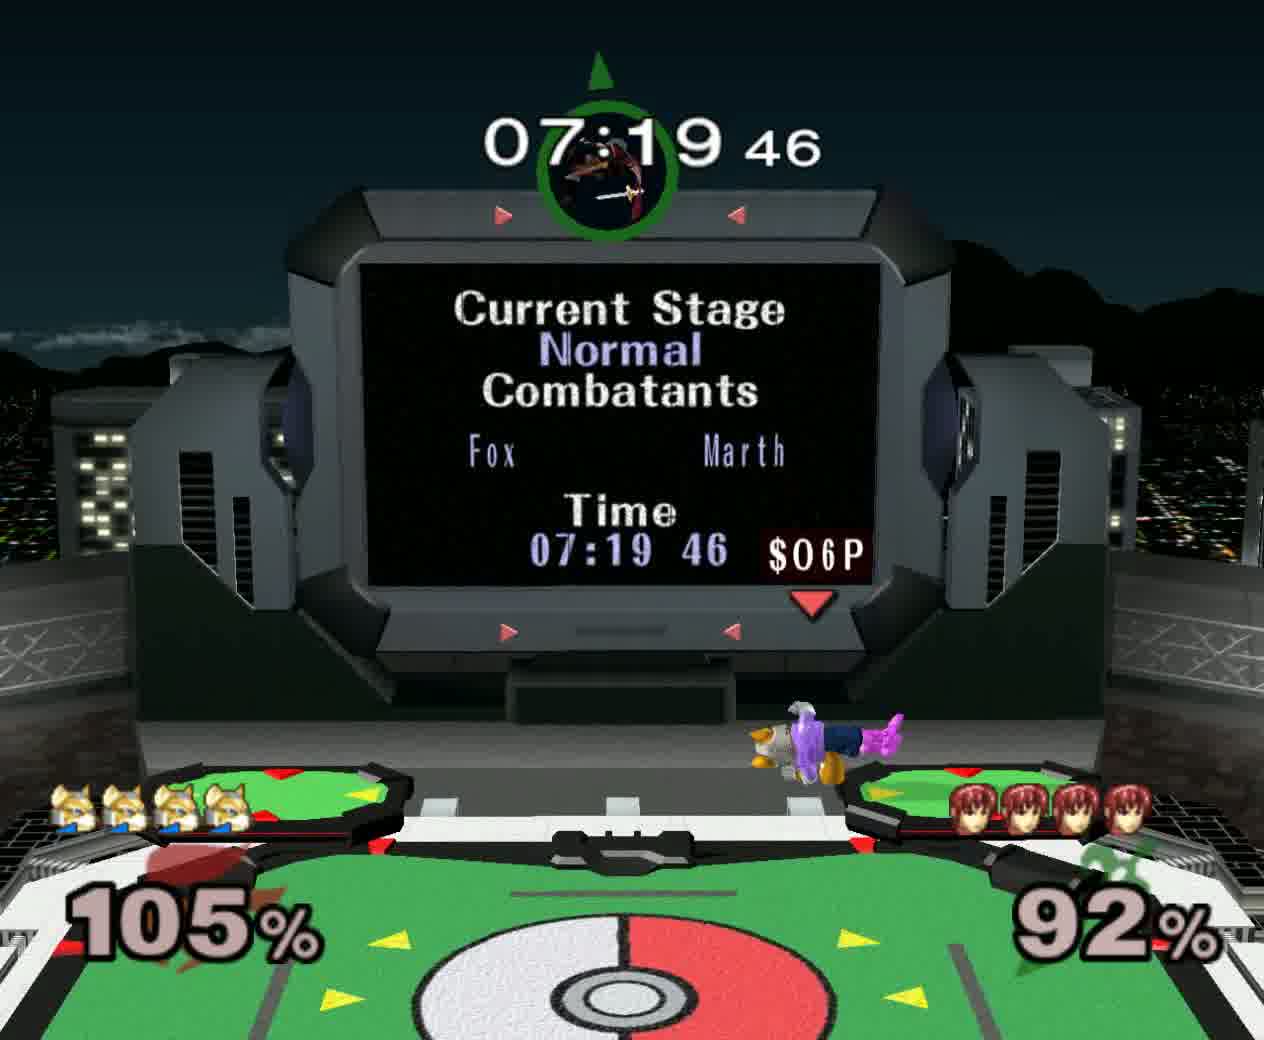 07:19 46
Current Stage
Normal
Combatants
Fox Marth
Time
07:19 46
$06P
105%
92%